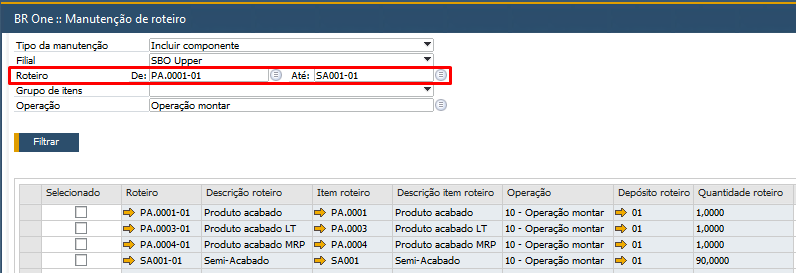 BR One :: Manutenção de roteiro
Tipo da manutenção Incluir componente
Filial SBO Upper
Roteiro De: PA.0001-01 Até: SA001-01
Grupo de itens
Operação Operação montar
Filtrar
Selecionado Roteiro Descrição roteiro Item roteiro Descrição item roteiro Operação Depósito roteiro Quantidade roteiro
PA.0001-01 Produto acabado PA.0001 Produto acabado 10 - Operação montar 01 1,0000
PA.0003-01 Produto acabado LT PA.0003 Produto acabado LT 10 - Operação montar 01 1,0000
PA.0004-01 Produto acabado MRP PA.0004 Produto acabado MRP 10 - Operação montar 01 1,0000
SA001-01 Semi-Acabado SA001 Semi-Acabado 10 - Operação montar 01 90,0000